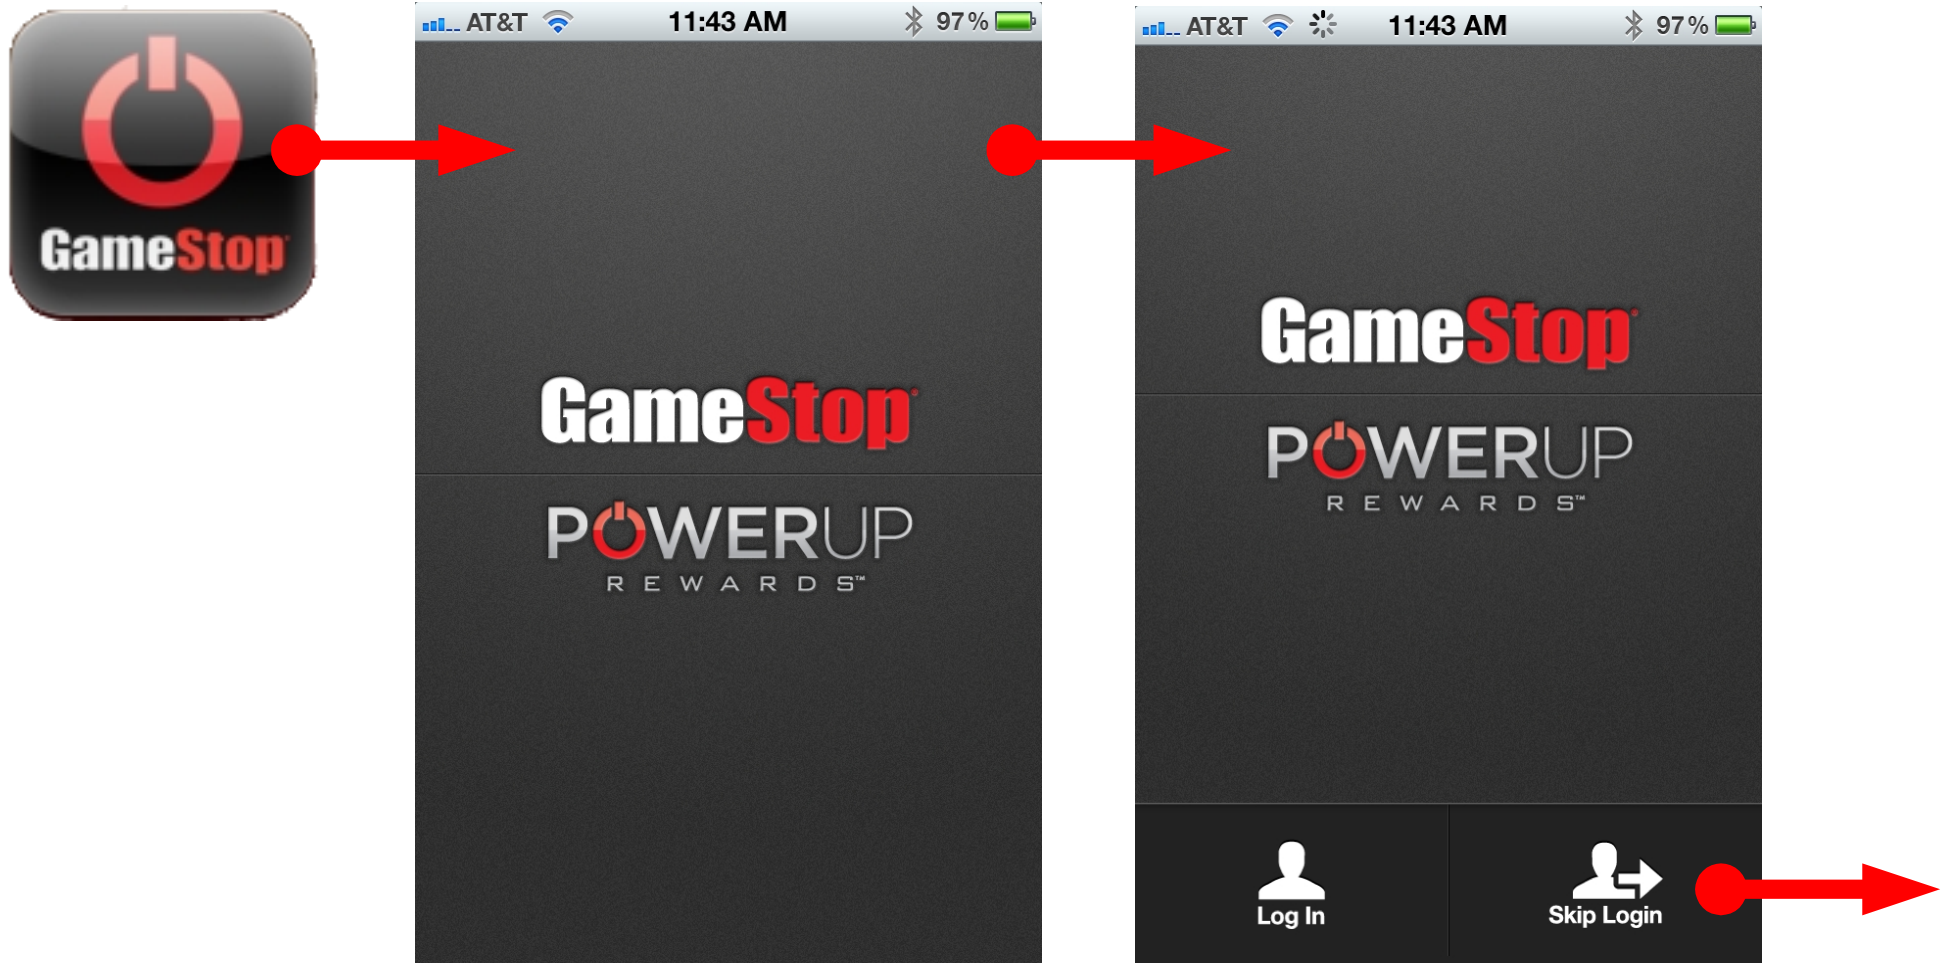 GameStop
AT&T 11:43 AM 97%
GameStop
POWERUP
REWARDS™
AT&T 11:43 AM 97%
GameStop
POWERUP
REWARDS™
Log In
Skip Login